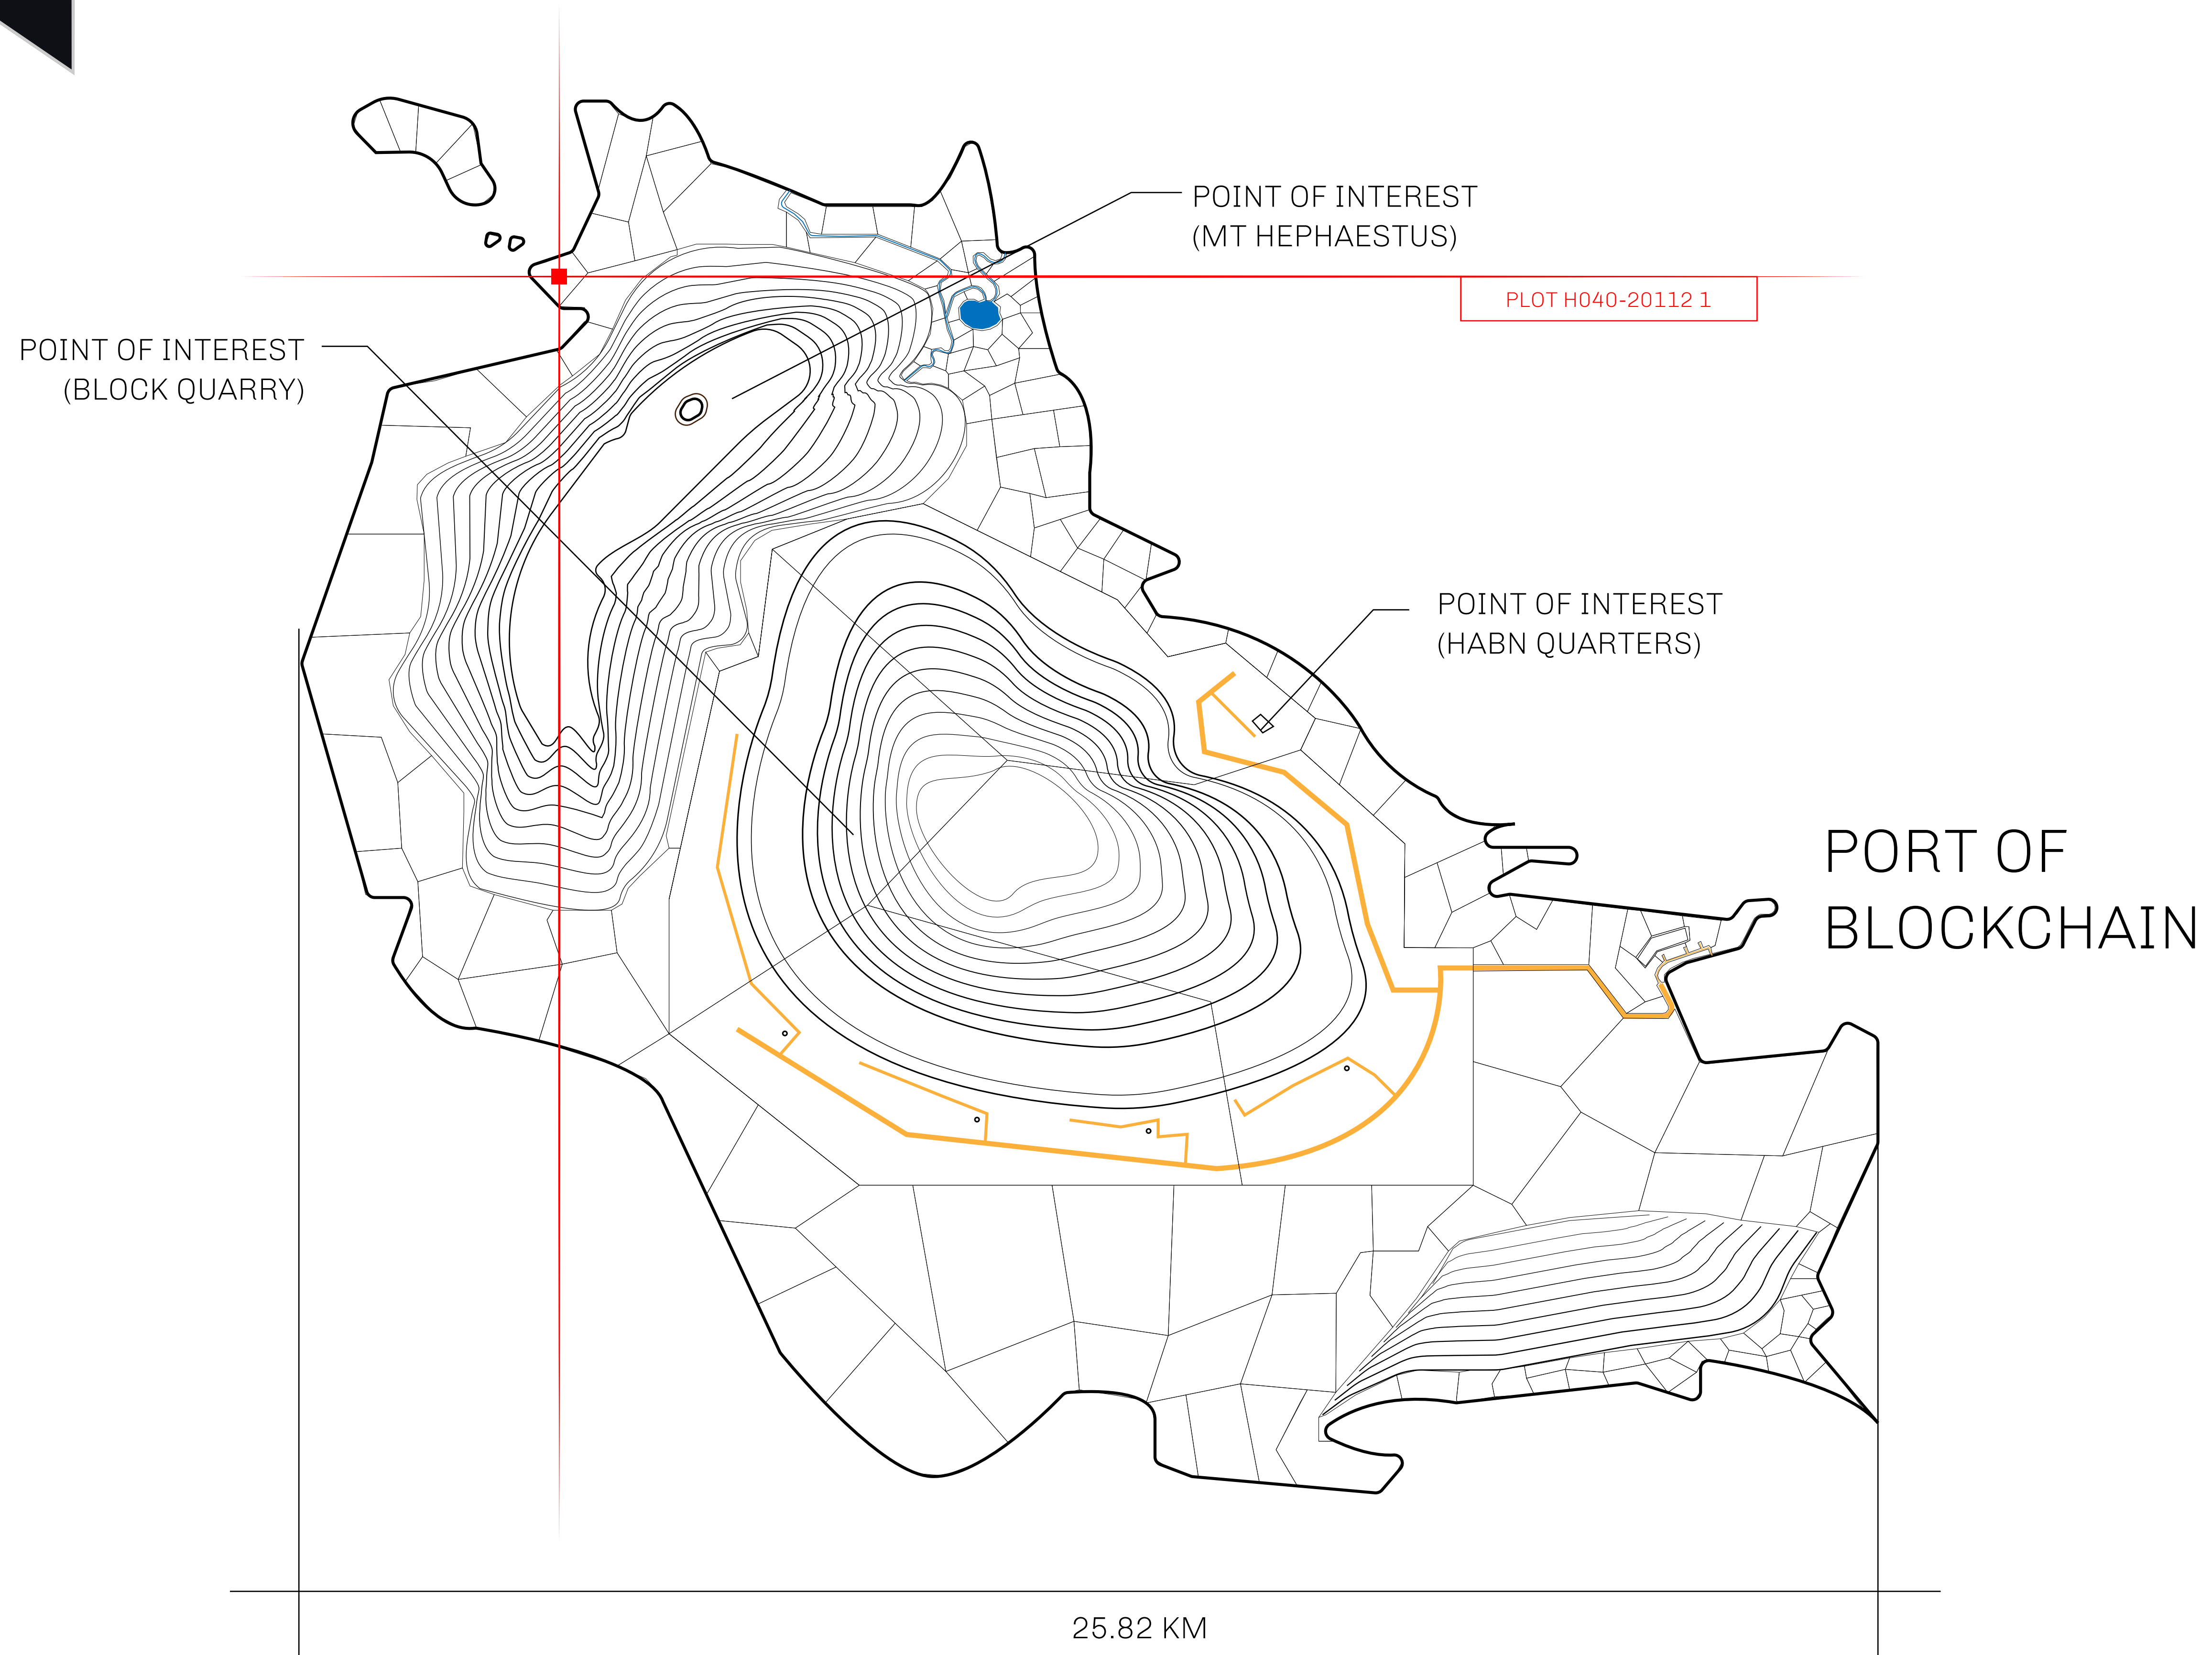 POINT OF INTEREST
(MT HEPHAESTUS)
PLOT H040-20112 1
POINT OF INTEREST
(BLOCK QUARRY)
POINT OF INTEREST
(HABN QUARTERS)
PORT OF
BLOCKCHAIN
25.82 KM